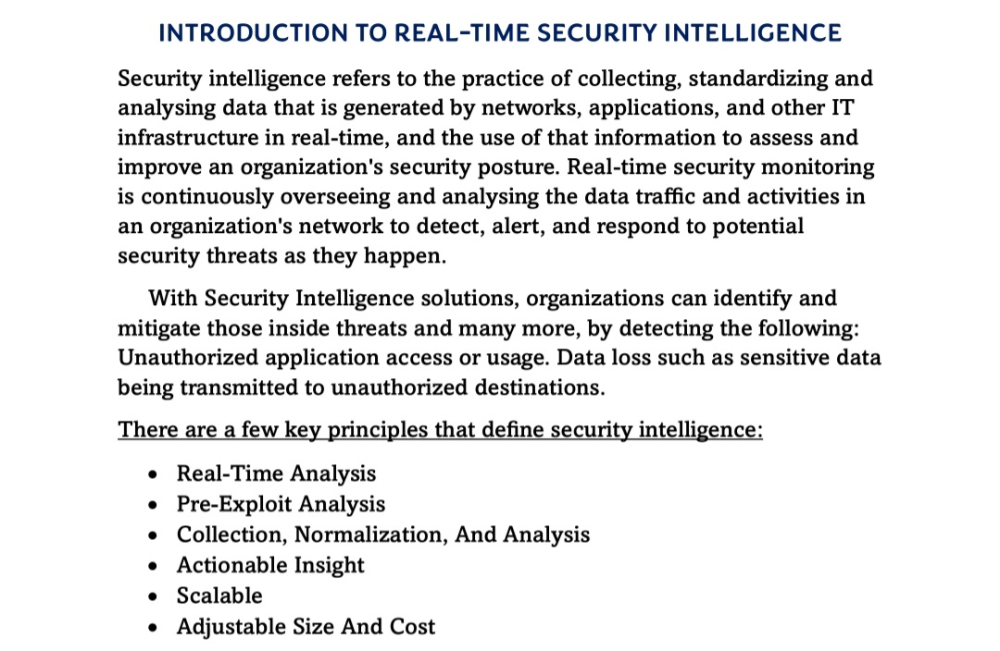 INTRODUCTION TO REAL-TIME SECURITY INTELLIGENCE
Security intelligence refers to the practice of collecting, standardizing and
analysing data that is generated by networks, applications, and other IT
infrastructure in real-time, and the use of that information to assess and
improve an organization's security posture. Real-time security monitoring
is continuously overseeing and analysing the data traffic and activities in
an organization's network to detect, alert, and respond to potential
security threats as they happen.
With Security Intelligence solutions, organizations can identify and
mitigate those inside threats and many more, by detecting the following:
Unauthorized application access or usage. Data loss such as sensitive data
being transmitted to unauthorized destinations.
There are a few key principles that define security intelligence:
• Real-Time Analysis
• Pre-Exploit Analysis
• Collection, Normalization, And Analysis
• Actionable Insight
• Scalable
• Adjustable Size And Cost